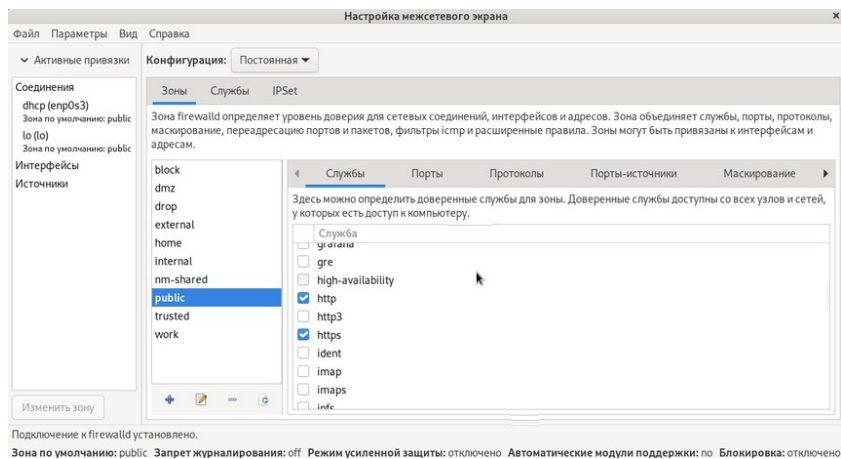 Настройка межсетевого экрана
Файл Параметры Вид Справка
Активные привязки
Конфигурация: Постоянная
Соединения
dhcp (enp0s3)
Зона по умолчанию: public
lo (lo)
Зона по умолчанию: public
Интерфейсы
Источники
Изменить зону
Зоны Службы IPSet
Зона firewalld определяет уровень доверия для сетевых соединений, интерфейсов и адресов. Зона объединяет службы, порты, протоколы,
маскирование, переадресацию портов и пакетов, фильтры icmp и расширенные правила. Зоны могут быть привязаны к интерфейсам и
адресам.
block
dmz
drop
external
home
internal
nm-shared
public
trusted
work
Службы Порты Протоколы Порты-источники Маскирование
Здесь можно определить доверенные службы для зоны. Доверенные службы доступны со всех узлов и сетей,
у которых есть доступ к компьютеру.
Служба
grafana
gre
high-availability
http
http3
https
ident
imap
imaps
ipfs
Подключение к firewalld установлено.
Зона по умолчанию: public Запрет журналирования: off Режим усиленной защиты: отключено Автоматические модули поддержки: no Блокировка: отключено